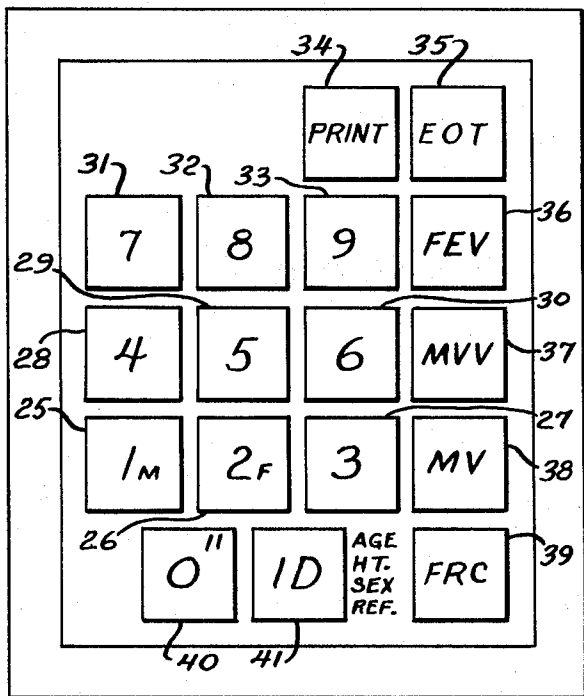 34 35
PRINT EOT
31 32 33
7 8 9 FEV 36
29 30
28 4 5 6 MVV 37
25 27
1M 2F 3 MV 38
26
0" ID AGE HT. SEX REF. FRC 39
40 41